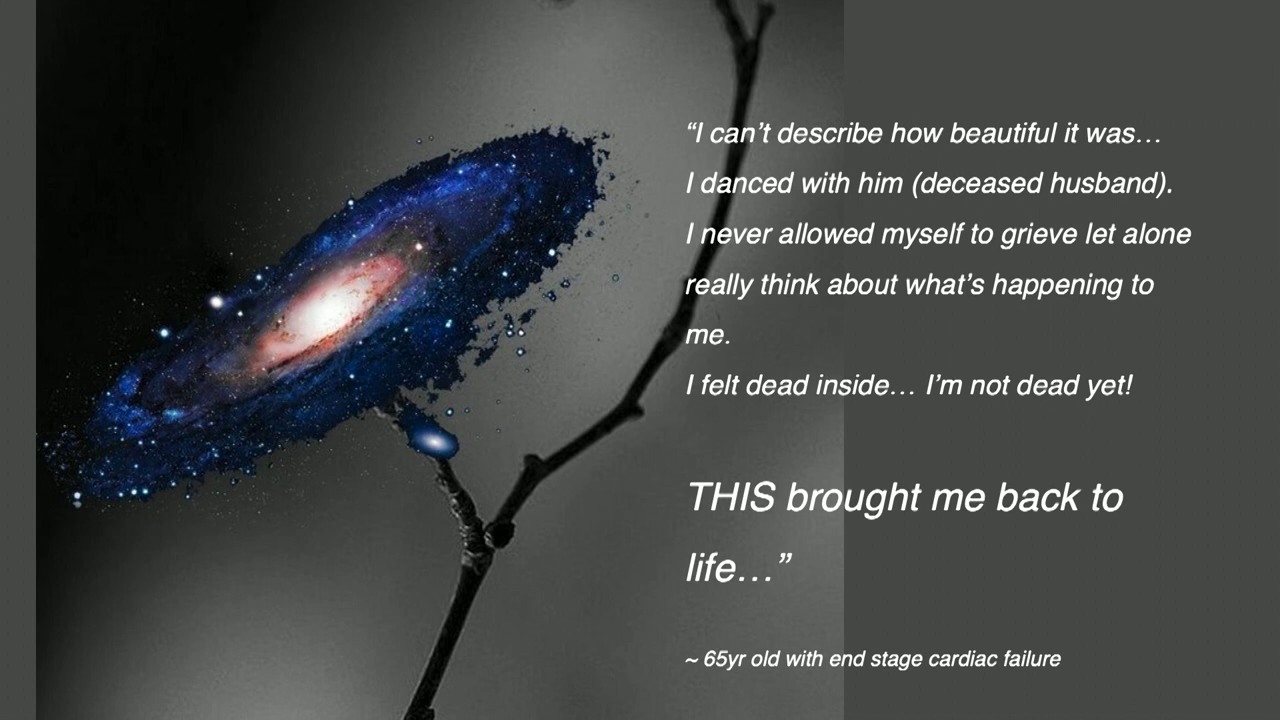 “I can’t describe how beautiful it was…
I danced with him (deceased husband).
I never allowed myself to grieve let alone
really think about what’s happening to
me.
I felt dead inside… I’m not dead yet!
THIS brought me back to
life…”
~ 65yr old with end stage cardiac failure